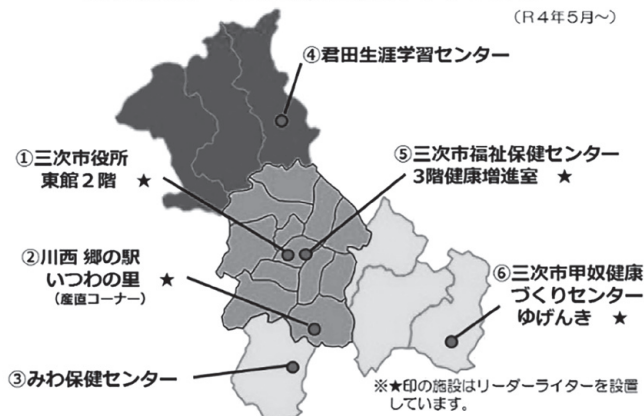 (R4年5月～)
④君田生涯学習センター
①三次市役所
東館2階 ★
⑤三次市福祉保健センター
3階健康増進室 ★
②川西 郷の駅
いつわの里 ★
(産直コーナー)
⑥三次市甲奴健康
づくりセンター
ゆげんき ★
③みわ保健センター
※★印の施設はリーダーライターを設置
しています。